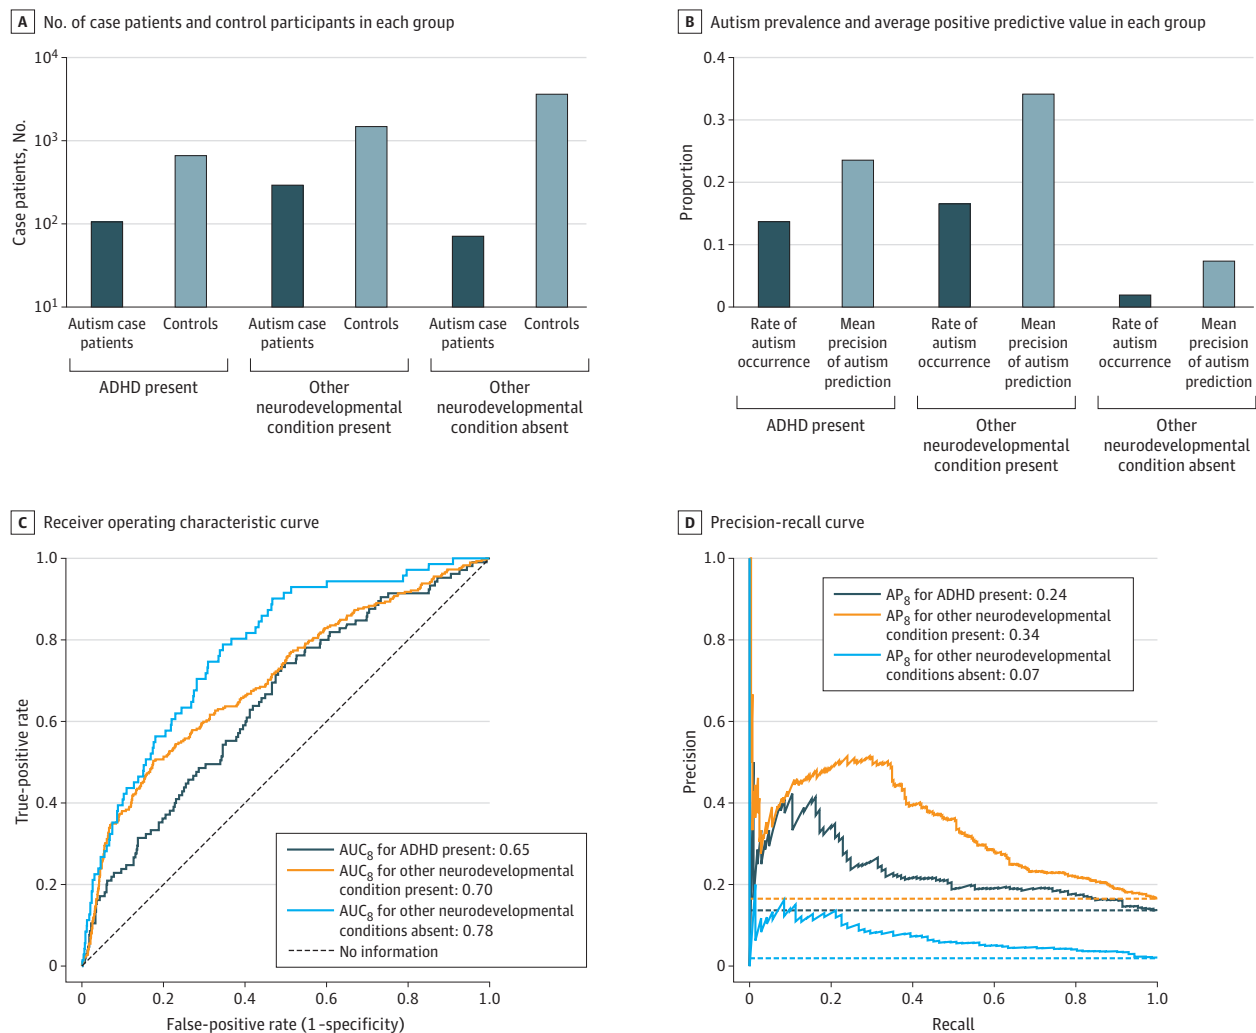 A No. of case patients and control participants in each group
10⁴
10³
10²
10¹
Case patients, No.
Autism case
patients
Controls
Autism case
patients
Controls
Autism case
patients
Controls
ADHD present
Other
neurodevelopmental
condition present
Other
neurodevelopmental
condition absent
B Autism prevalence and average positive predictive value in each group
0.4
0.3
0.2
0.1
0
Proportion
Rate of
autism
occurrence
Mean
precision
of autism
prediction
Rate of
autism
occurrence
Mean
precision
of autism
prediction
Rate of
autism
occurrence
Mean
precision
of autism
prediction
ADHD present
Other
neurodevelopmental
condition present
Other
neurodevelopmental
condition absent
C Receiver operating characteristic curve
1.0
0.8
0.6
0.4
0.2
0
True-positive rate
AUC₈ for ADHD present: 0.65
AUC₈ for other neurodevelopmental
condition present: 0.70
AUC₈ for other neurodevelopmental
conditions absent: 0.78
No information
0 0.2 0.4 0.6 0.8 1.0
False-positive rate (1-specificity)
D Precision-recall curve
1.0
0.8
0.6
0.4
0.2
0
Precision
AP₈ for ADHD present: 0.24
AP₈ for other neurodevelopmental
condition present: 0.34
AP₈ for other neurodevelopmental
conditions absent: 0.07
0 0.2 0.4 0.6 0.8 1.0
Recall